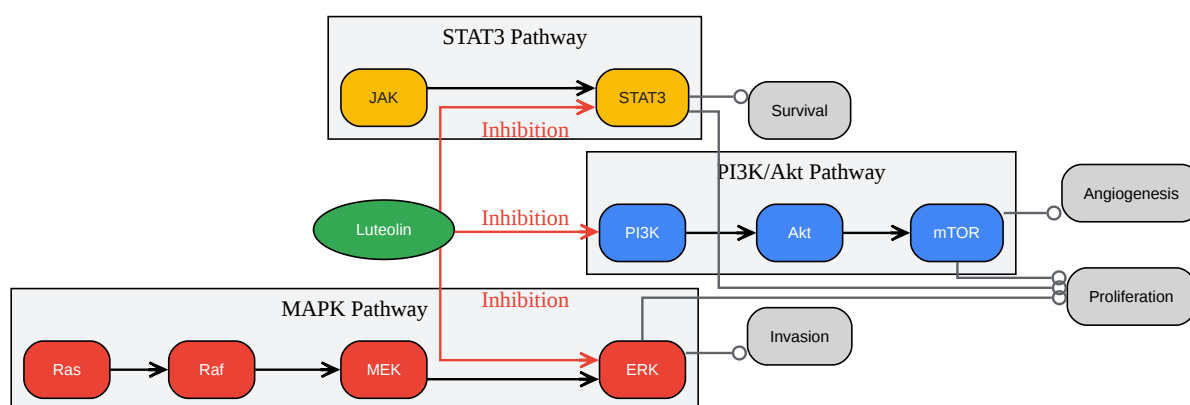 STAT3 Pathway
JAK
STAT3
Survival
Inhibition
PI3K/Akt Pathway
Angiogenesis
Luteolin
Inhibition
PI3K
Akt
mTOR
Proliferation
Inhibition
MAPK Pathway
Invasion
Ras
Raf
MEK
ERK